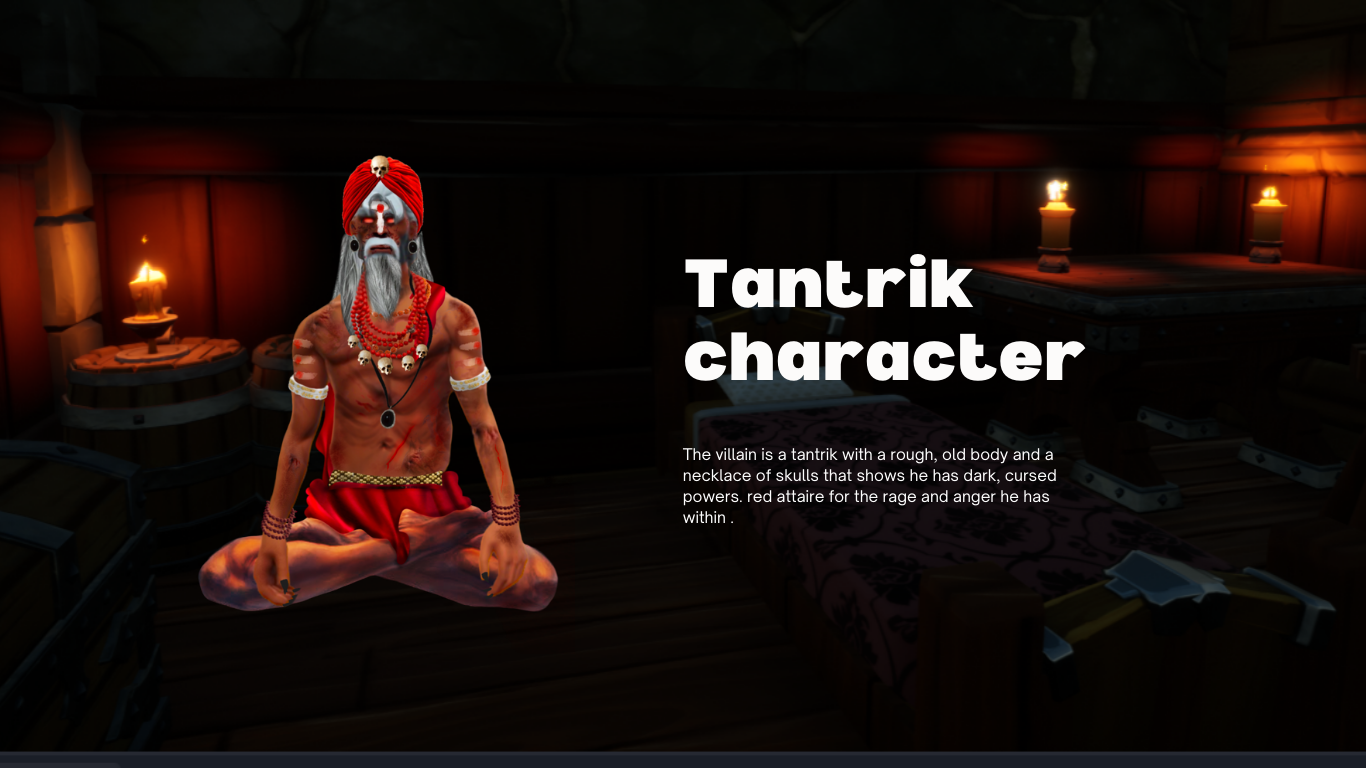 Tantrik
character
The villain is a tantrik with a rough, old body and a
necklace of skulls that shows he has dark, cursed
powers. red attaire for the rage and anger he has
within .